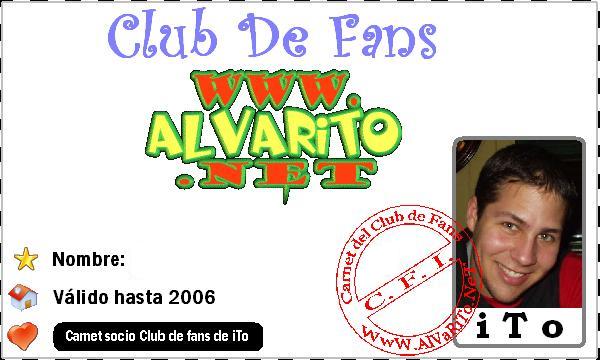 Club De Fans
WWW.
ALVARiTO
.NET
Nombre:
Válido hasta 2006
Carnet socio Club de fans de iTo
Carnet del Club de Fans
C. F. I.
WwW.AlVaRiTo.NeT
iTo